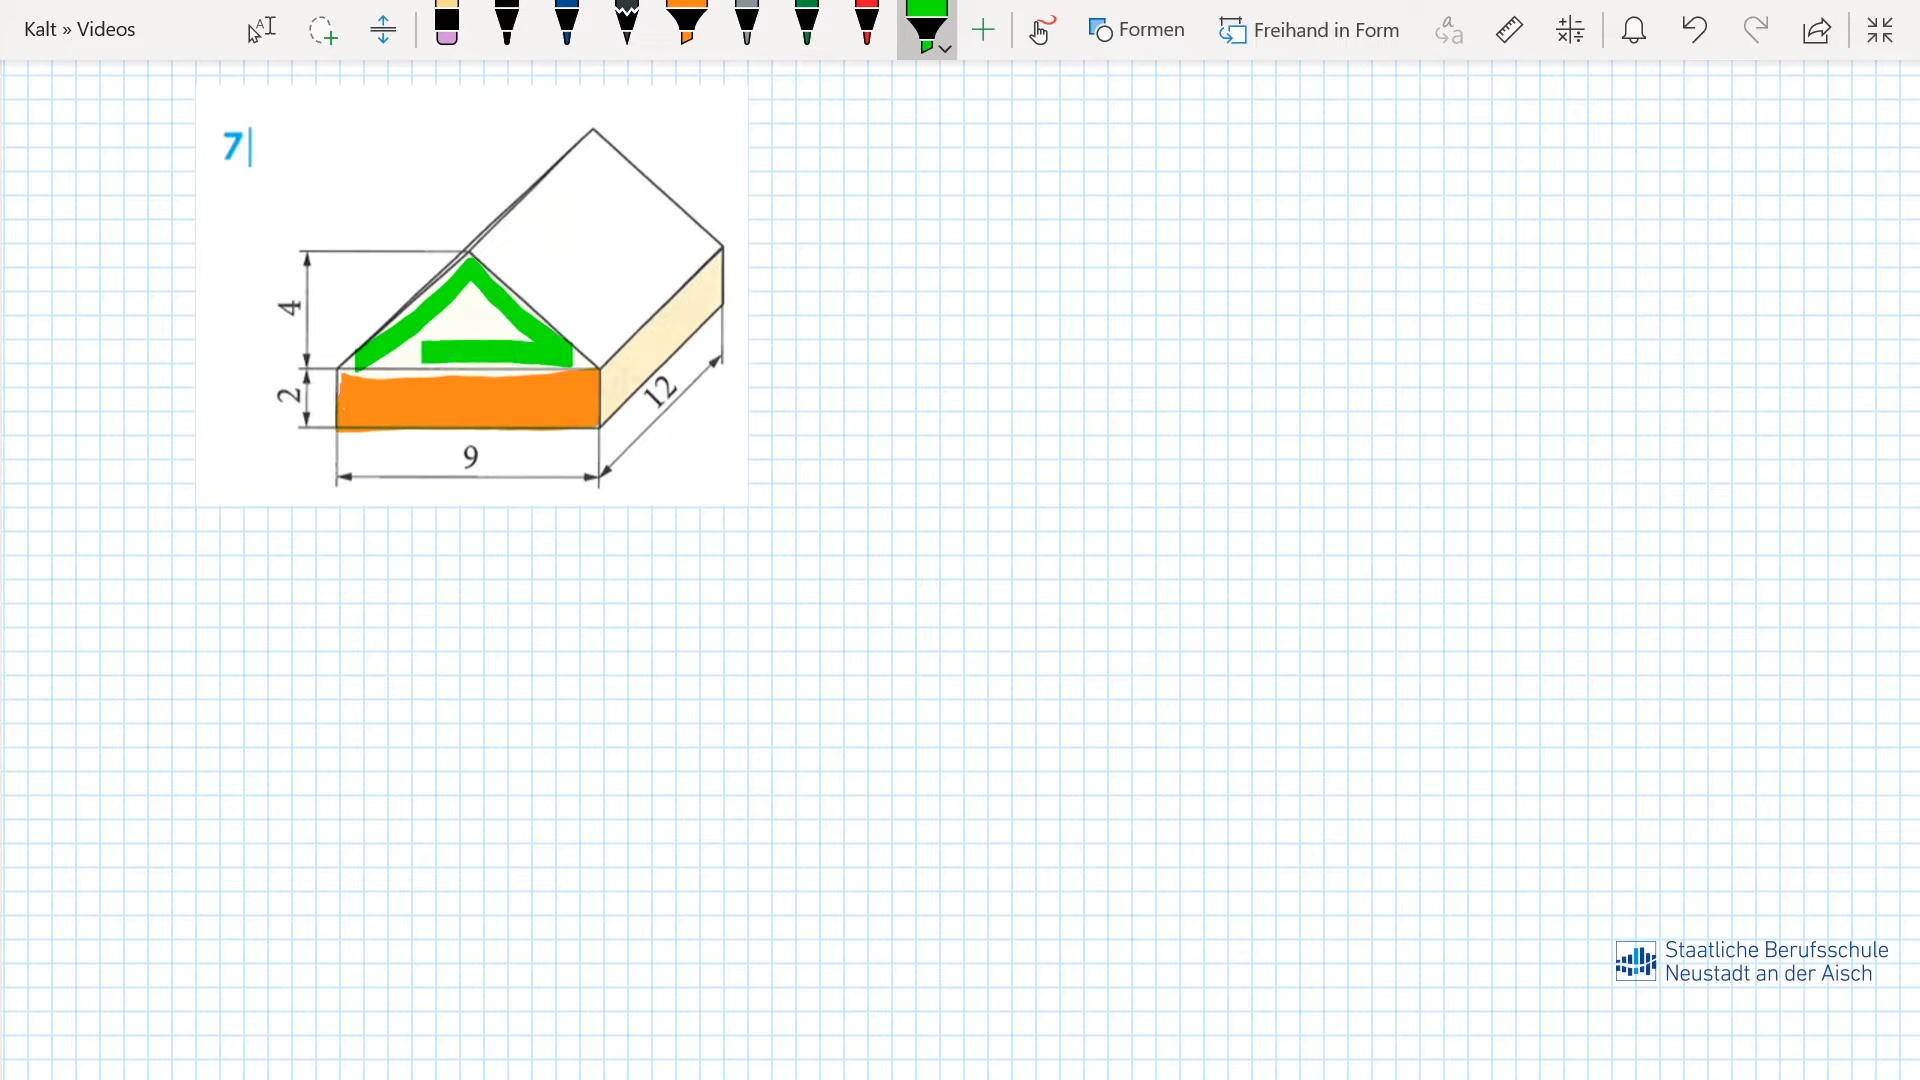 Kalt » Videos
Formen
Freihand in Form
7|
4
2
9
12
Staatliche Berufsschule
Neustadt an der Aisch